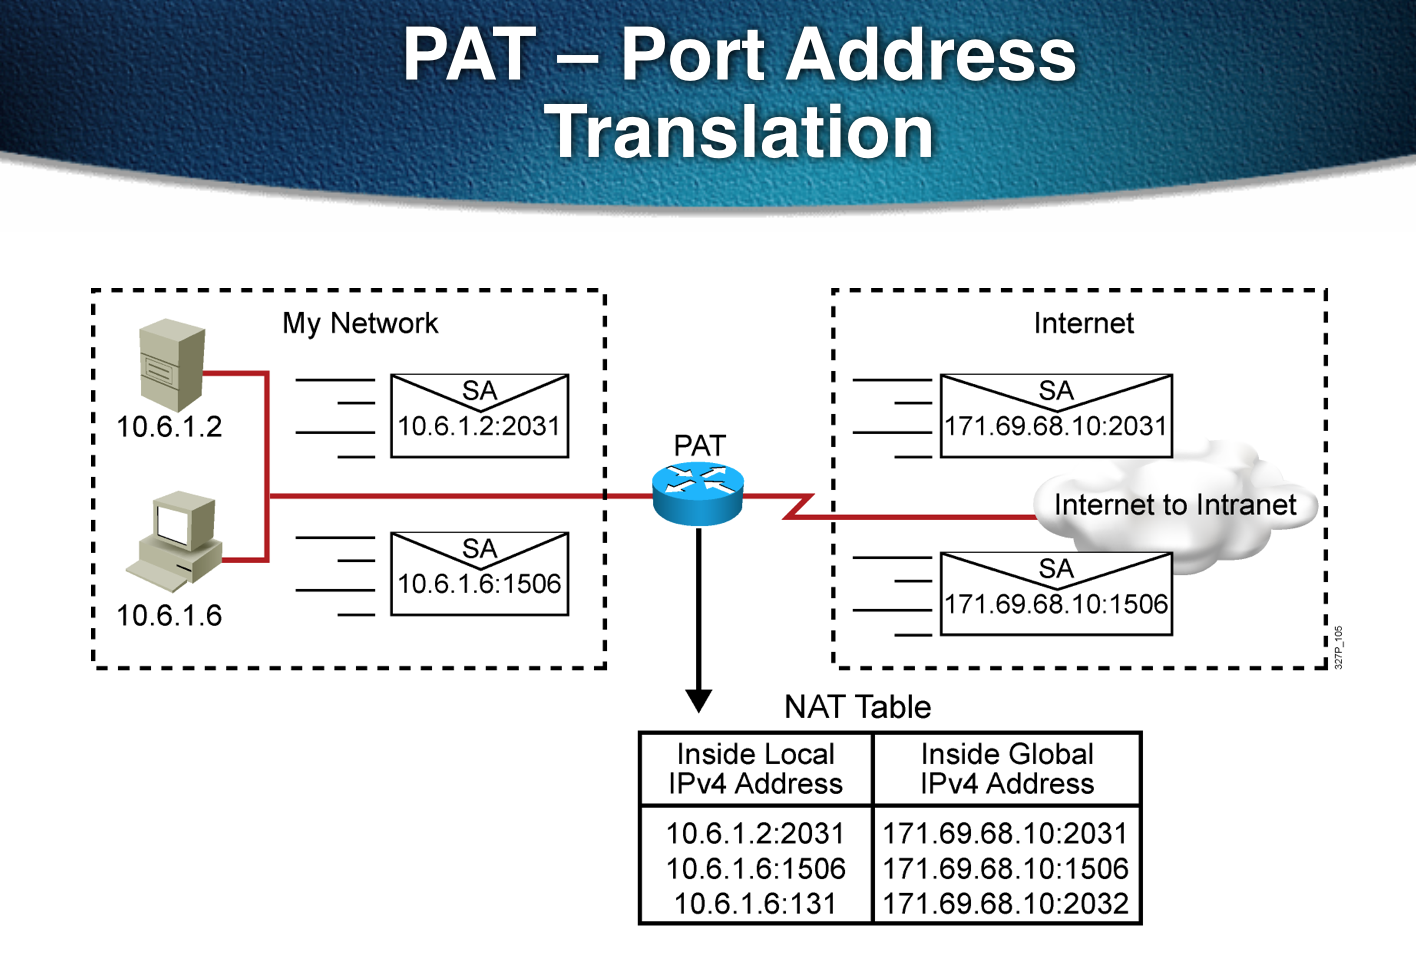 PAT – Port Address
Translation
My Network
Internet
SA
10.6.1.2:2031
10.6.1.2
SA
10.6.1.6:1506
10.6.1.6
PAT
SA
171.69.68.10:2031
Internet to Intranet
SA
171.69.68.10:1506
327P_105
NAT Table
Inside Local
IPv4 Address
Inside Global
IPv4 Address
10.6.1.2:2031 171.69.68.10:2031
10.6.1.6:1506 171.69.68.10:1506
10.6.1.6:131 171.69.68.10:2032